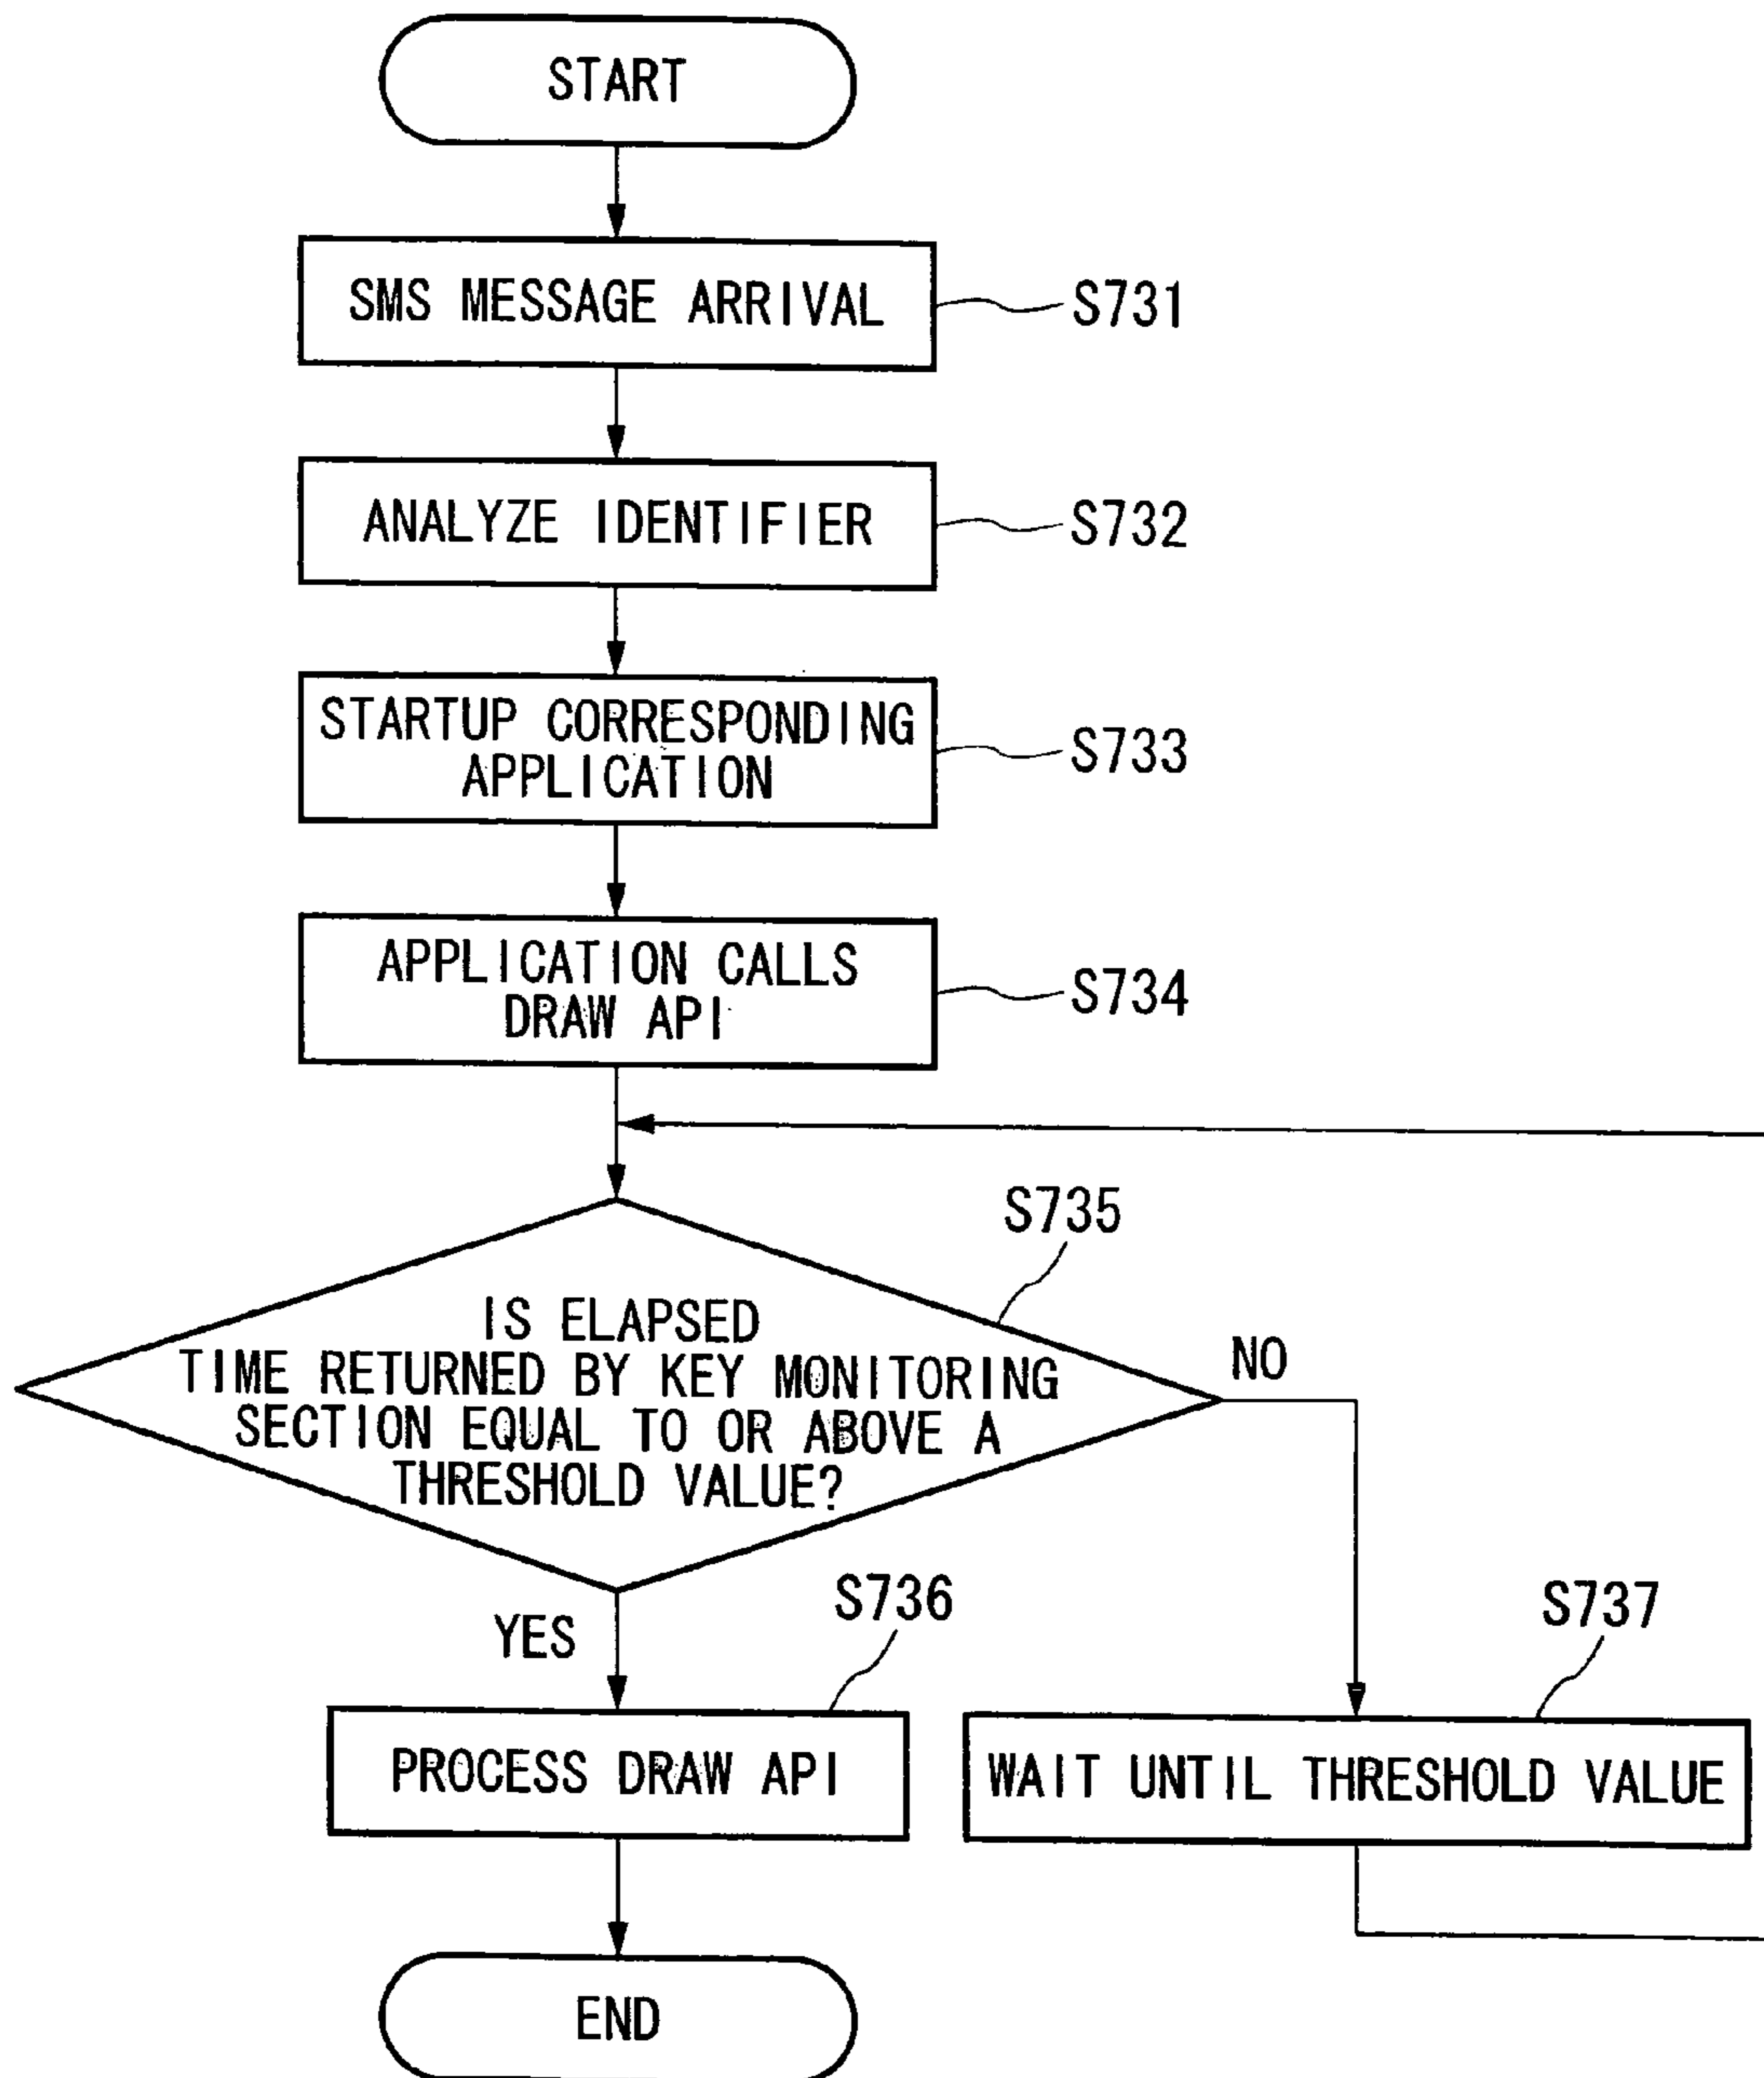 START
SMS MESSAGE ARRIVAL
S731
ANALYZE IDENTIFIER
S732
STARTUP CORRESPONDING
APPLICATION
S733
APPLICATION CALLS
DRAW API
S734
S735
IS ELAPSED
TIME RETURNED BY KEY MONITORING
SECTION EQUAL TO OR ABOVE A
THRESHOLD VALUE?
NO
YES
S736
S737
PROCESS DRAW API
WAIT UNTIL THRESHOLD VALUE
END